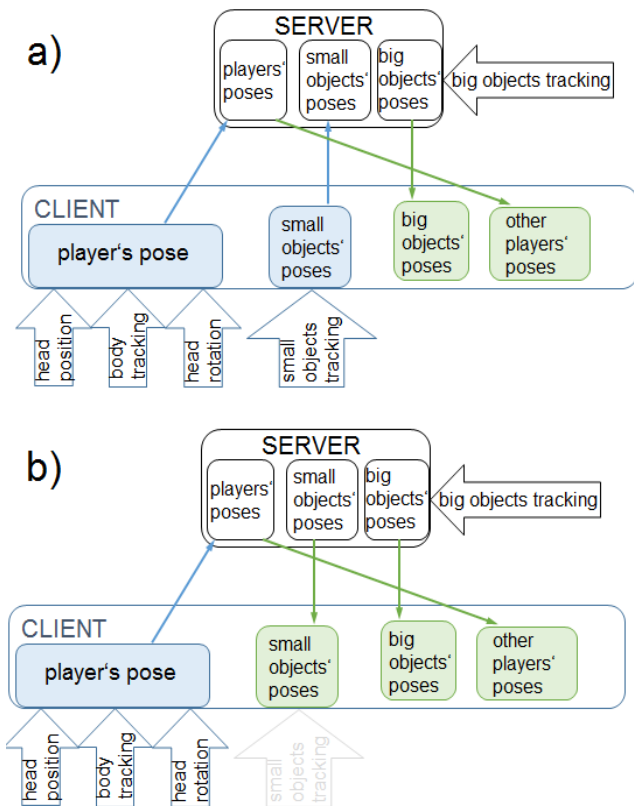 a)
SERVER
players‘
poses
small
objects‘
poses
big
objects‘
poses
big objects tracking
CLIENT
player‘s pose
small
objects‘
poses
big
objects‘
poses
other
players‘
poses
head
position
body
tracking
head
rotation
small
objects
tracking
b)
SERVER
players‘
poses
small
objects‘
poses
big
objects‘
poses
big objects tracking
CLIENT
player‘s pose
small
objects‘
poses
big
objects‘
poses
other
players‘
poses
head
position
body
tracking
head
rotation
small
objects
tracking